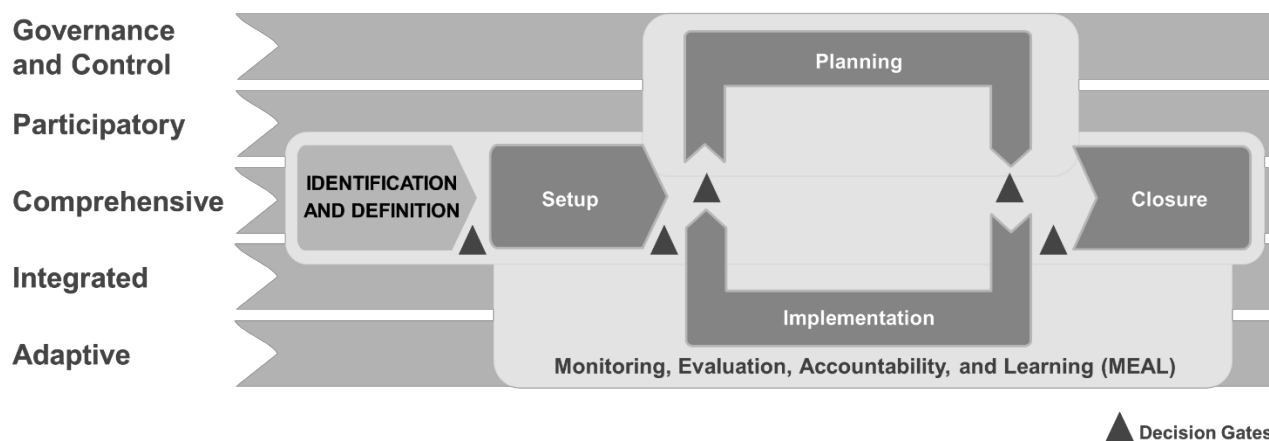 Governance
and Control
Planning
Participatory
IDENTIFICATION
AND DEFINITION
Setup
Comprehensive
Closure
Integrated
Implementation
Adaptive
Monitoring, Evaluation, Accountability, and Learning (MEAL)
Decision Gates